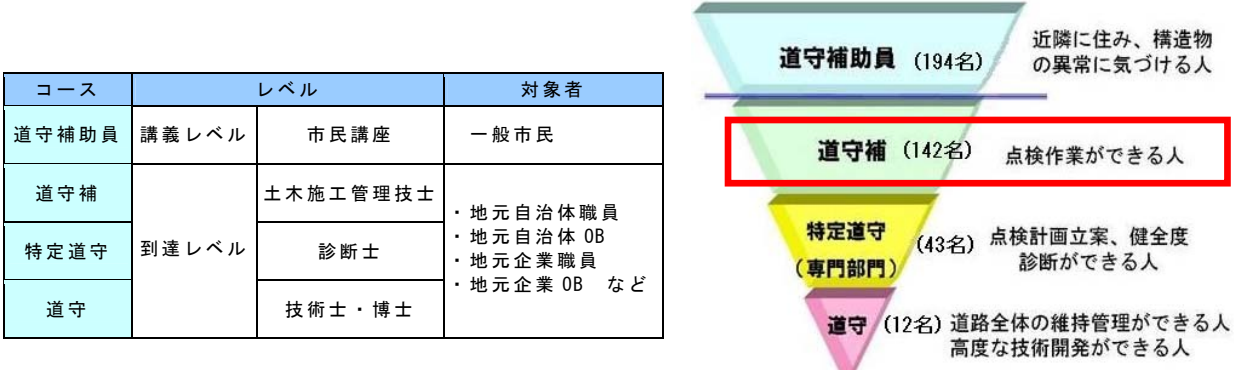 コース レベル 対象者
道守補助員 講義レベル 市民講座 一般市民
道守補 土木施工管理技士
特定道守 到達レベル 診断士
道守 技術士・博士
・地元自治体職員
・地元自治体OB
・地元企業職員
・地元企業OB など
道守補助員 (194名)
近隣に住み、構造物
の異常に気づける人
道守補 (142名) 点検作業ができる人
特定道守
(専門部門)
(43名)
点検計画立案、健全度
診断ができる人
道守 (12名) 道路全体の維持管理ができる人
高度な技術開発ができる人